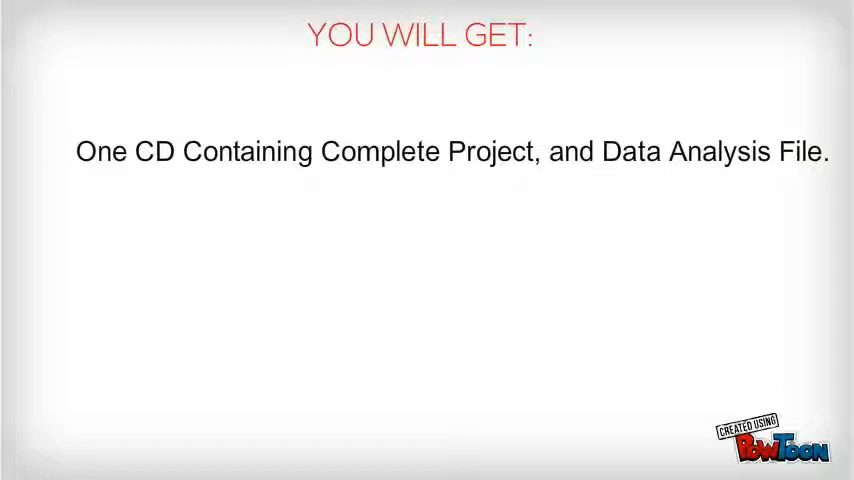 YOU WILL GET:
One CD Containing Complete Project, and Data Analysis File.
CREATED USING
POWTOON